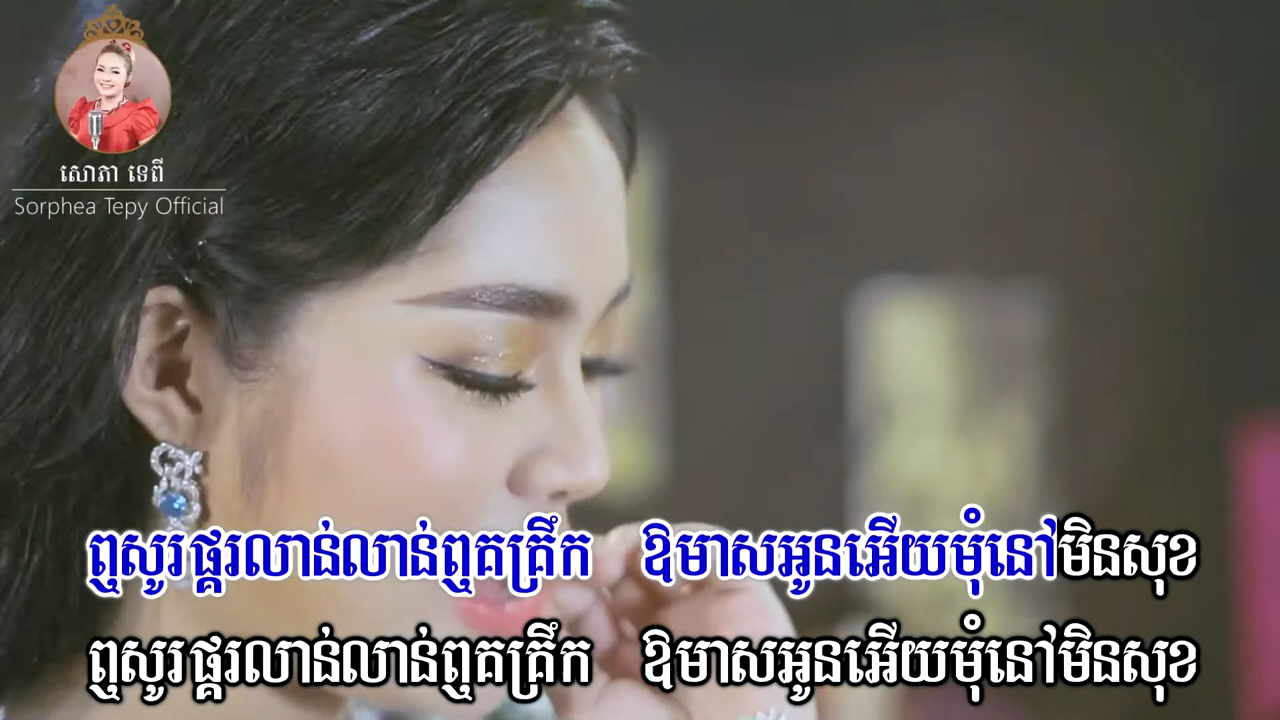 សោភា ទេពី
Sorphea Tepy Official
ឮសូរផ្គរលាន់លាន់ឮគគ្រឹក ឱមាសអូនអើយមុំនៅមិនសុខ
ឮសូរផ្គរលាន់លាន់ឮគគ្រឹក ឱមាសអូនអើយមុំនៅមិនសុខ